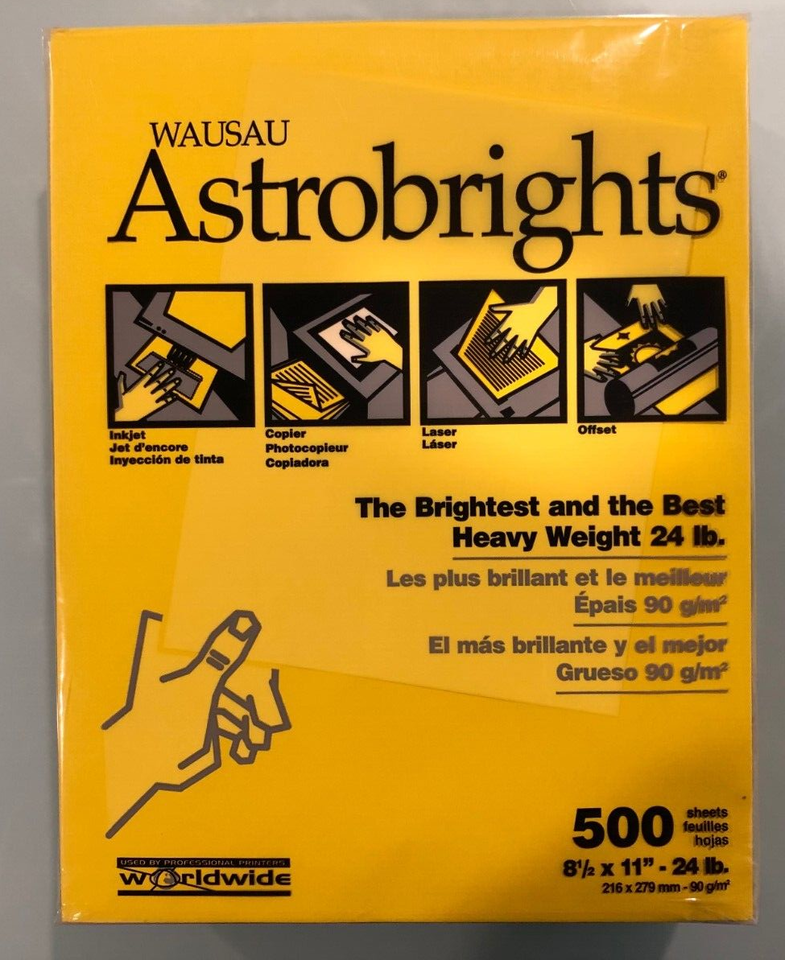 WAUSAU
Astrobrights®
Inkjet
Jet d'encore
Inyección de tinta
Copier
Photocopieur
Copiadora
Laser
Láser
Offset
The Brightest and the Best
Heavy Weight 24 lb.
Les plus brillant et le meilleur
Épais 90 g/m²
El más brillante y el mejor
Grueso 90 g/m²
500 sheets
feuilles
hojas
8½ x 11” - 24 lb.
216 x 279 mm - 90 g/m²
USED BY PROFESSIONAL PRINTERS
worldwide